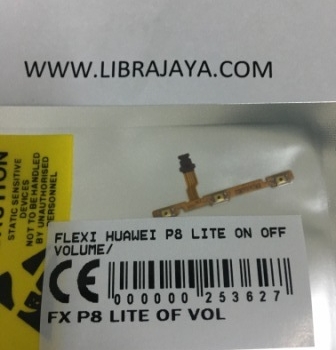 WWW.LIBRAJAYA.COM
STATIC SENSITIVE
DEVICES
NOT TO BE HANDLED
BY UNAUTHORISED
PERSONNEL
FLEXI HUAWEI P8 LITE ON OFF
VOLUME/
CE
000000 253627
FX P8 LITE OF VOL